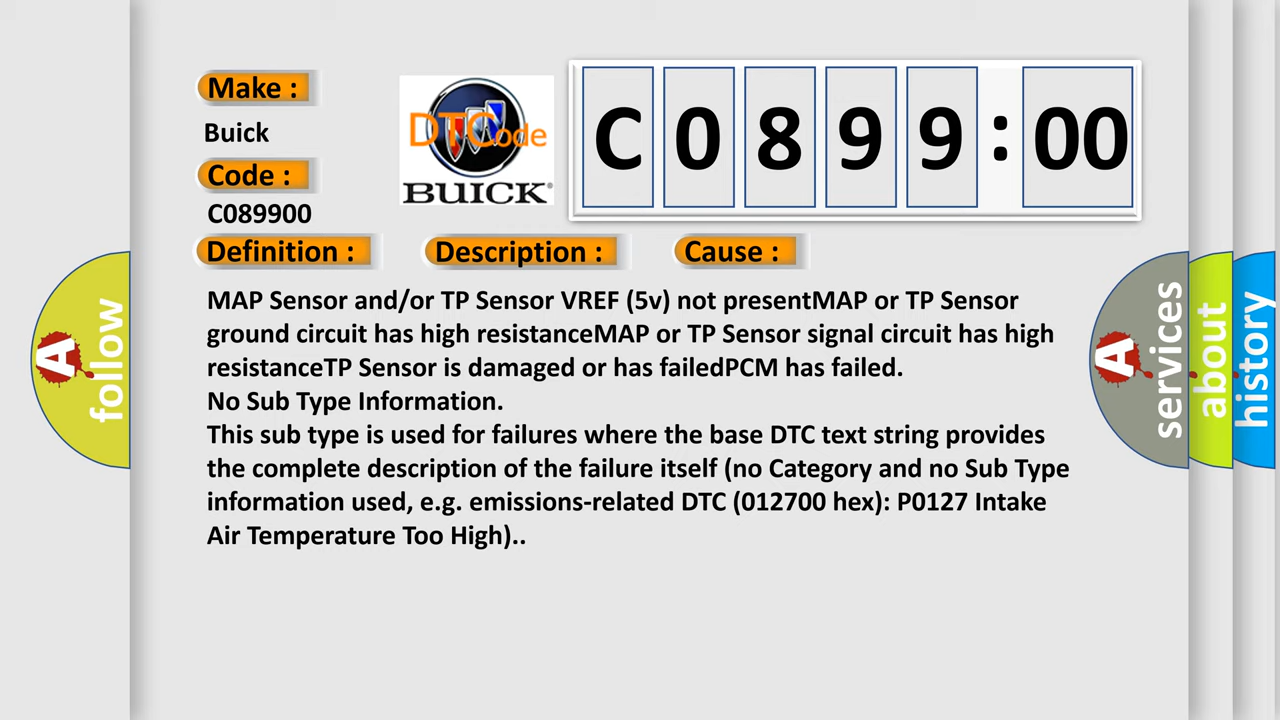 Make :
Buick
Code :
C089900
DTCode
BUICK®
C0899:00
Definition :
Description :
Cause :
MAP Sensor and/or TP Sensor VREF (5v) not presentMAP or TP Sensor
ground circuit has high resistanceMAP or TP Sensor signal circuit has high
resistanceTP Sensor is damaged or has failedPCM has failed.
No Sub Type Information.
This sub type is used for failures where the base DTC text string provides
the complete description of the failure itself (no Category and no Sub Type
information used, e.g. emissions-related DTC (012700 hex): P0127 Intake
Air Temperature Too High)..
A
follow
A
services
about
history